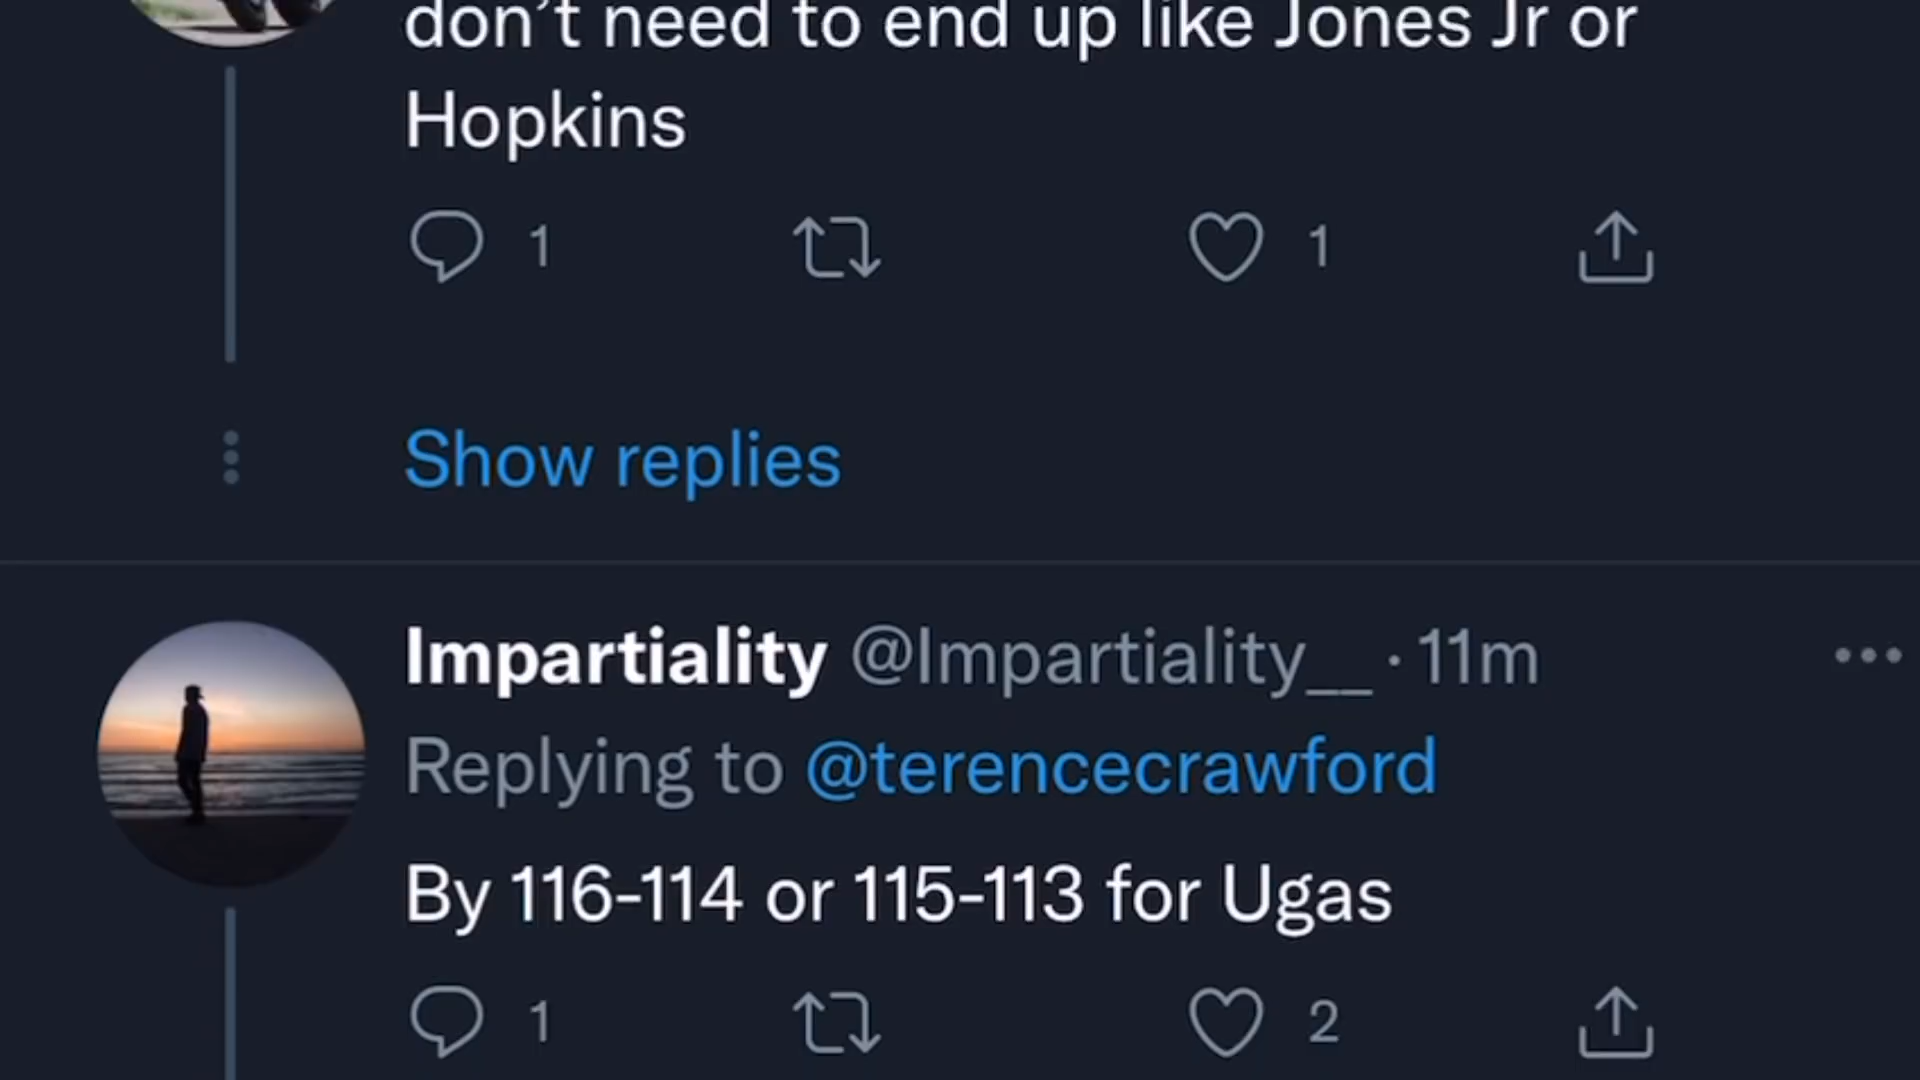 don't need to end up like Jones Jr or
Hopkins
1 1
Show replies
Impartiality @Impartiality__ · 11m
Replying to @terencecrawford
By 116-114 or 115-113 for Ugas
1 2